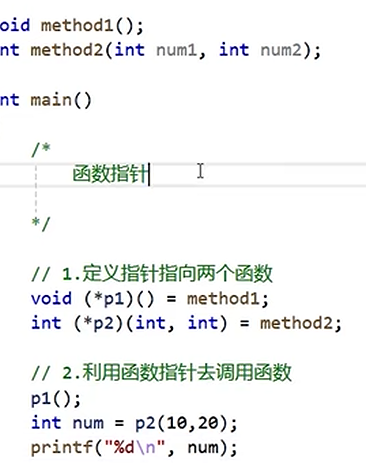 oid method1();
nt method2(int num1, int num2);
nt main()
/*
函数指针
*/
// 1.定义指针指向两个函数
void (*p1)() = method1;
int (*p2)(int, int) = method2;
// 2.利用函数指针去调用函数
p1();
int num = p2(10,20);
printf("%d\n", num);